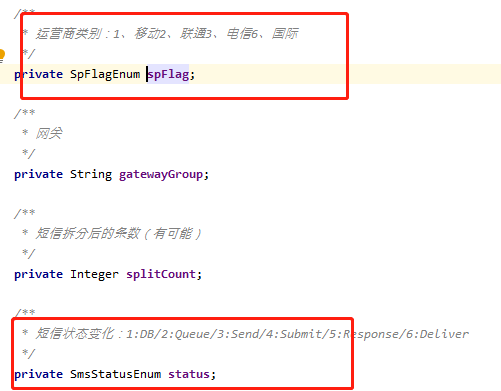 /**
* 运营商类别：1、移动2、联通3、电信6、国际
*/
private SpFlagEnum spFlag;
/**
* 网关
*/
private String gatewayGroup;
/**
* 短信拆分后的条数（有可能）
*/
private Integer splitCount;
/**
* 短信状态变化：1:DB/2:Queue/3:Send/4:Submit/5:Response/6:Deliver
*/
private SmsStatusEnum status;